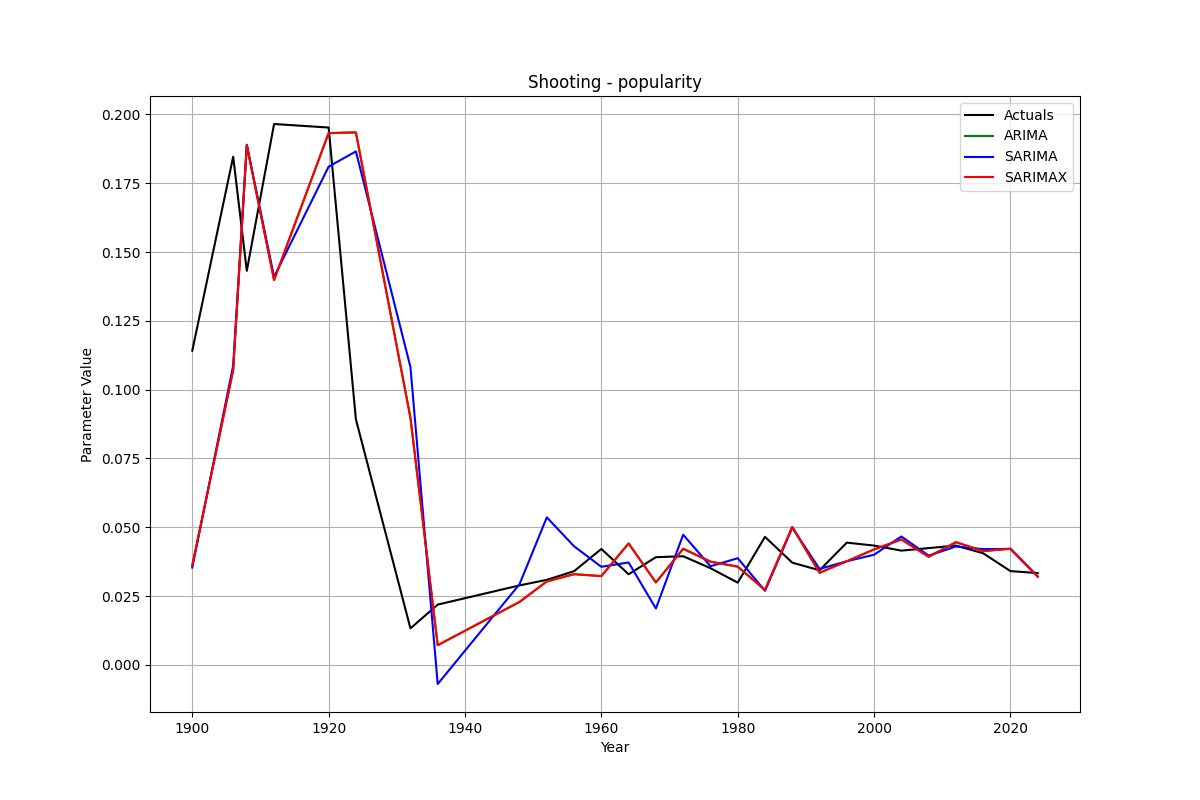 Shooting - popularity
Actuals
ARIMA
SARIMA
SARIMAX
Parameter Value
0.200
0.175
0.150
0.125
0.100
0.075
0.050
0.025
0.000
1900 1920 1940 1960 1980 2000 2020
Year